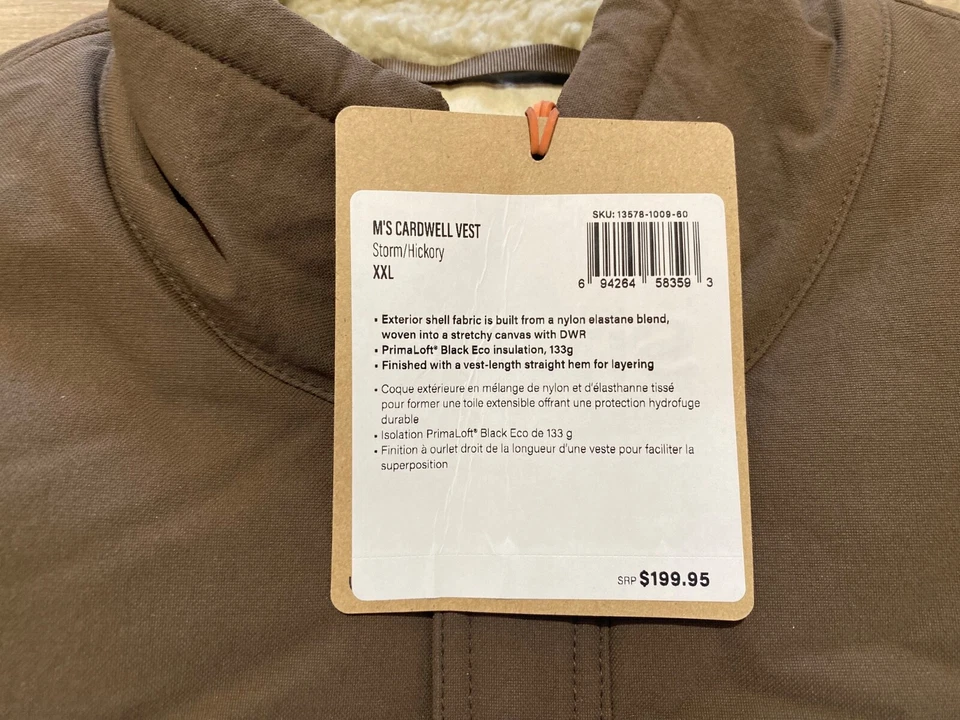 M'S CARDWELL VEST
Storm/Hickory
XXL
SKU: 13578-1009-60
6 94264 58359 3
• Exterior shell fabric is built from a nylon elastane blend,
woven into a stretchy canvas with DWR
• PrimaLoft® Black Eco insulation, 133g
• Finished with a vest-length straight hem for layering
• Coque extérieure en mélange de nylon et d'élasthanne tissé
pour former une toile extensible offrant une protection hydrofuge
durable
• Isolation PrimaLoft® Black Eco de 133 g
• Finition à ourlet droit de la longueur d'une veste pour faciliter la
superposition
SRP $199.95